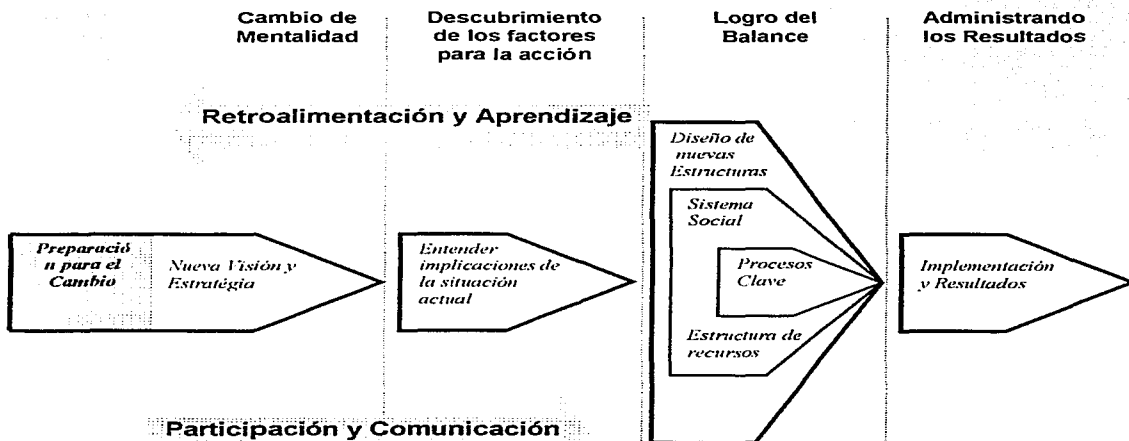 Cambio de
Mentalidad
Descubrimiento
de los factores
para la acción
Logro del
Balance
Administrando
los Resultados
Retroalimentación y Aprendizaje
Preparació
n para el
Cambio
Nueva Visión y
Estratégia
Entender
implicaciones de
la situación
actual
Diseño de
nuevas
Estructuras
Sistema
Social
Procesos
Clave
Estructura de
recursos
Implementación
y Resultados
Participación y Comunicación